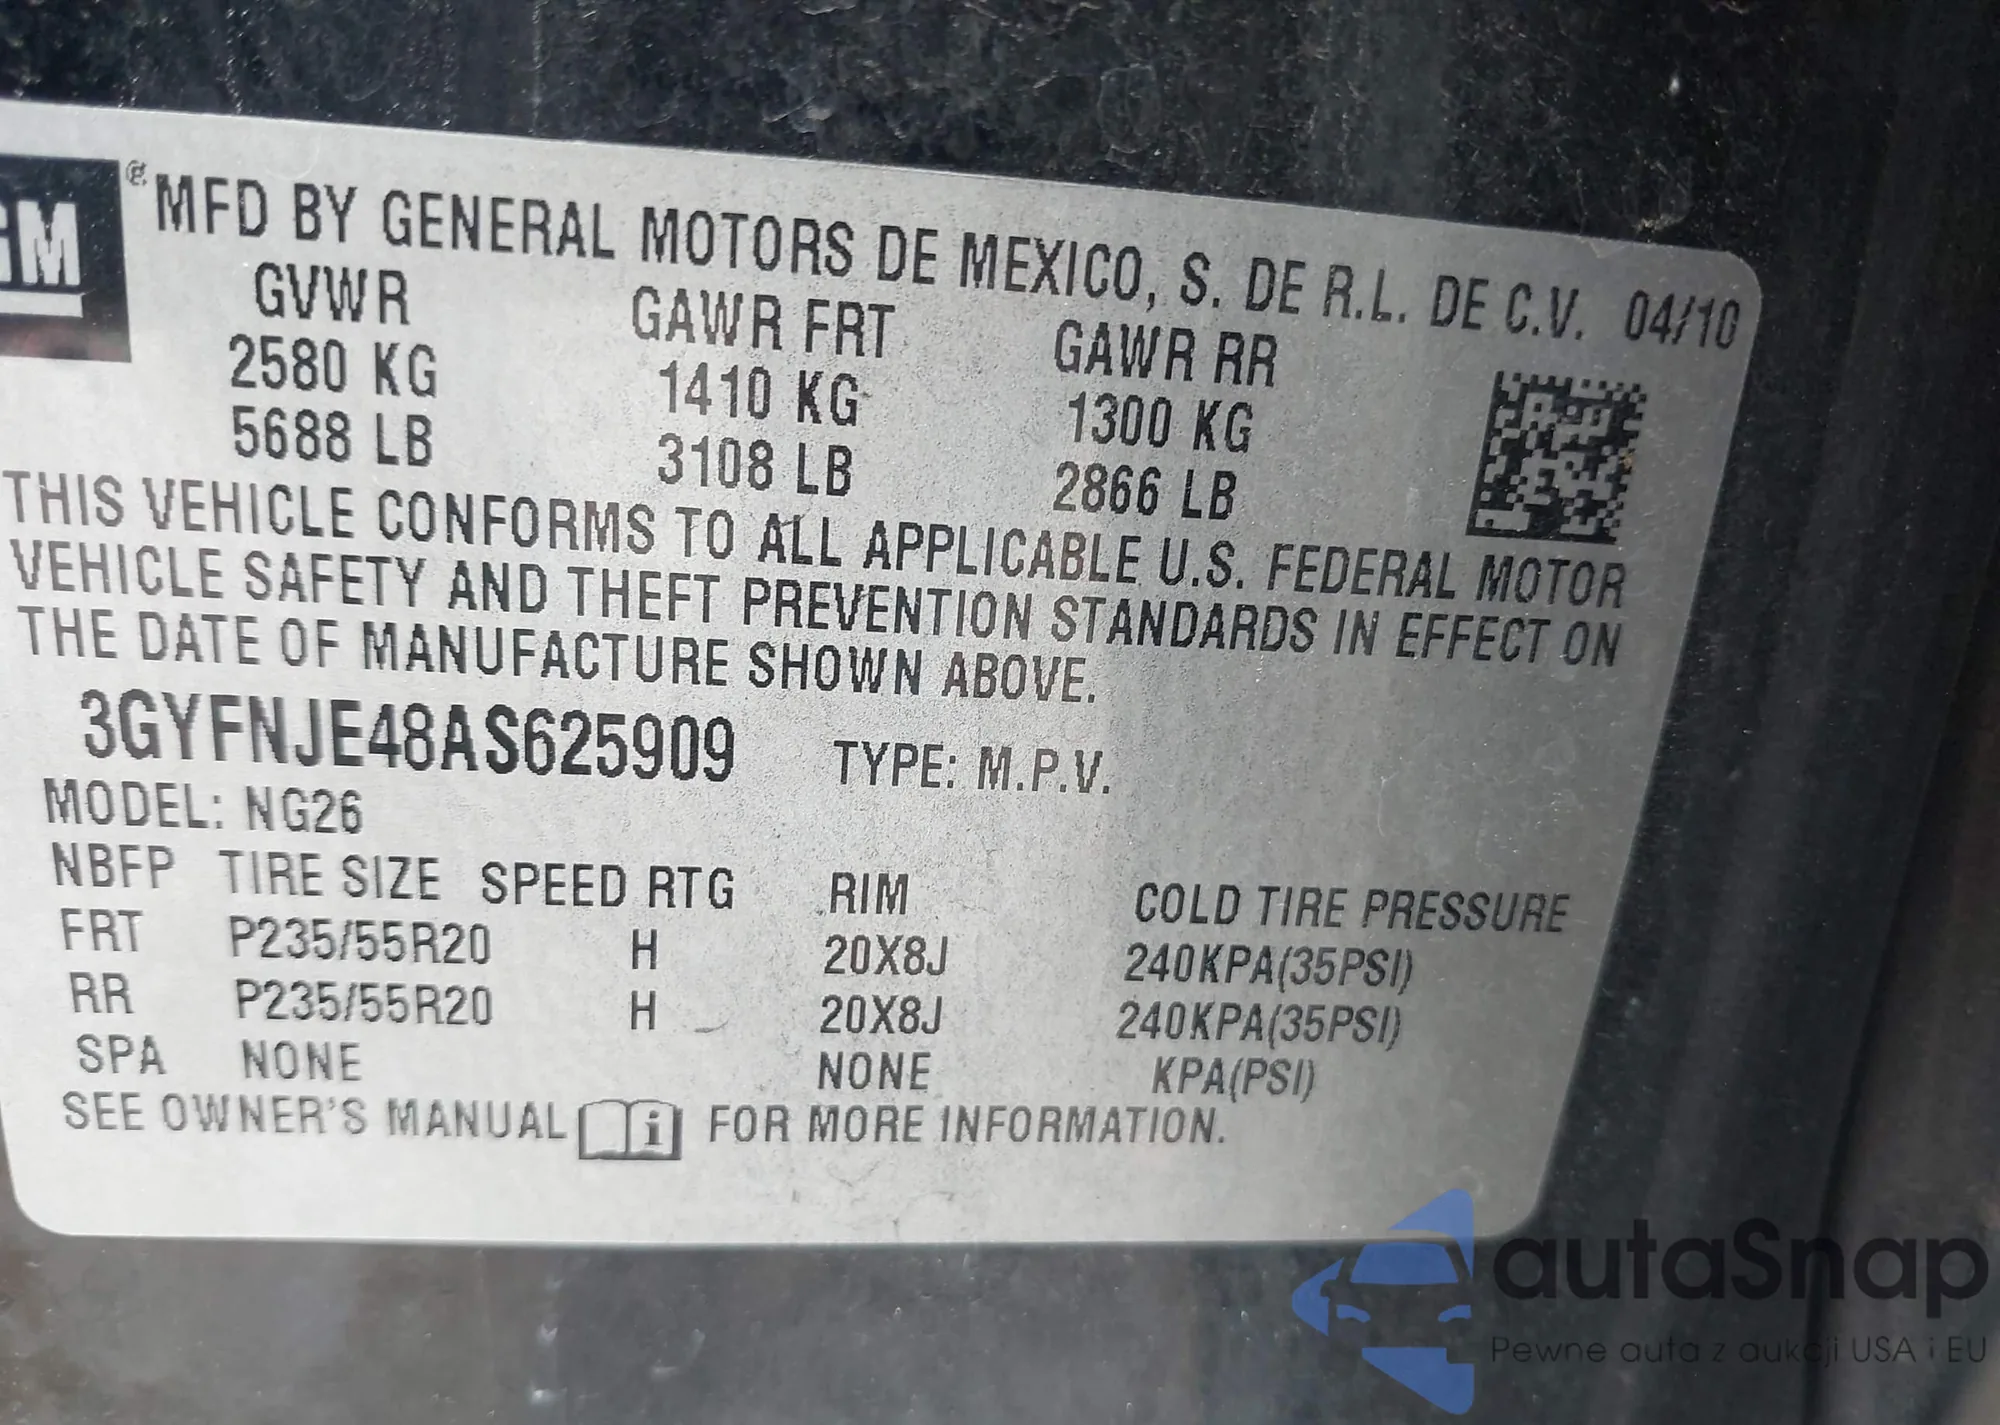 GM
® MFD BY GENERAL MOTORS DE MEXICO, S. DE R.L. DE C.V. 04/10
GVWR GAWR FRT GAWR RR
2580 KG 1410 KG 1300 KG
5688 LB 3108 LB 2866 LB
THIS VEHICLE CONFORMS TO ALL APPLICABLE U.S. FEDERAL MOTOR
VEHICLE SAFETY AND THEFT PREVENTION STANDARDS IN EFFECT ON
THE DATE OF MANUFACTURE SHOWN ABOVE.
3GYFNJE48AS625909 TYPE: M.P.V.
MODEL: NG26
NBFP TIRE SIZE SPEED RTG RIM COLD TIRE PRESSURE
FRT P235/55R20 H 20X8J 240KPA(35PSI)
RR P235/55R20 H 20X8J 240KPA(35PSI)
SPA NONE NONE KPA(PSI)
SEE OWNER'S MANUAL i FOR MORE INFORMATION.
autaSnap
Pewne auta z aukcji USA i EU